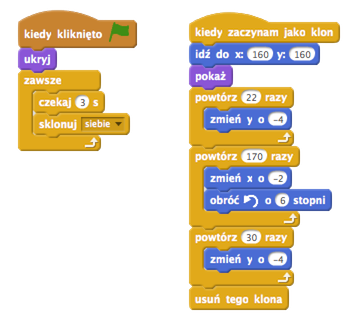 kiedy kliknięto
ukryj
zawsze
czekaj 3 s
sklonuj siebie
kiedy zaczynam jako klon
idź do x: 160 y: 160
pokaż
powtórz 22 razy
zmień y o -4
powtórz 170 razy
zmień x o -2
obróć o 6 stopni
powtórz 30 razy
zmień y o -4
usuń tego klona